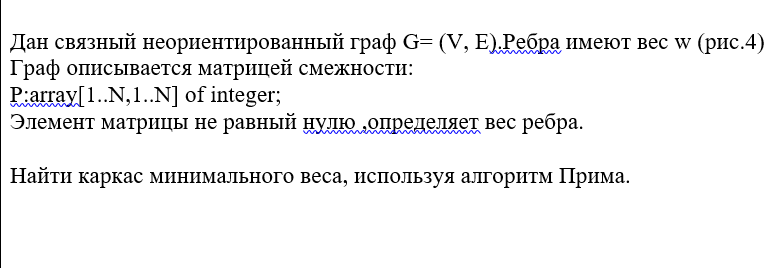 Дан связный неориентированный граф G= (V, E).Ребра имеют вес w (рис.4)
Граф описывается матрицей смежности:
P:array[1..N,1..N] of integer;
Элемент матрицы не равный нулю ,определяет вес ребра.
Найти каркас минимального веса, используя алгоритм Прима.